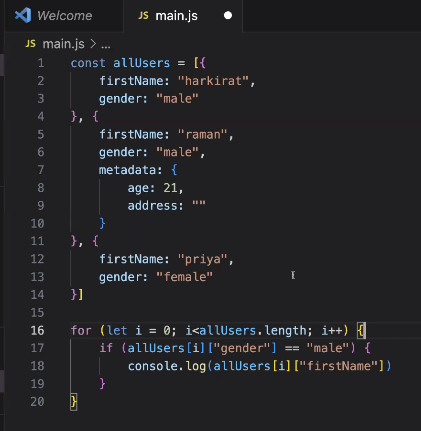 Welcome
JS main.js
JS main.js > ...
1 const allUsers = [{
2     firstName: "harkirat",
3     gender: "male"
4 }, {
5     firstName: "raman",
6     gender: "male",
7     metadata: {
8         age: 21,
9         address: ""
10     }
11 }, {
12     firstName: "priya",
13     gender: "female"
14 }]
15
16 for (let i = 0; i<allUsers.length; i++) {
17     if (allUsers[i]["gender"] == "male") {
18         console.log(allUsers[i]["firstName"])
19     }
20 }